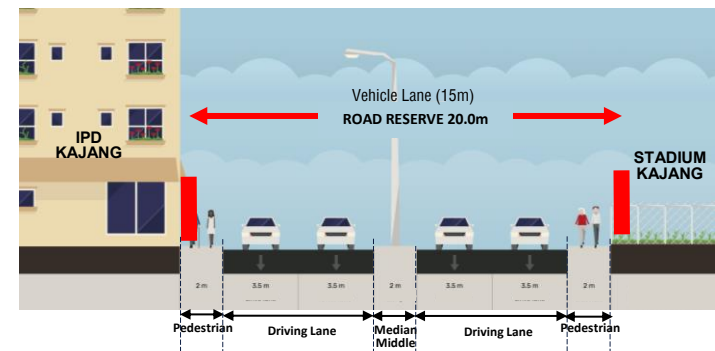 Vehicle Lane (15m)
ROAD RESERVE 20.0m
IPD
KAJANG
STADIUM
KAJANG
2 m
3.5 m
3.5 m
2 m
3.5 m
3.5 m
2 m
Pedestrian
Driving Lane
Median
Middle
Driving Lane
Pedestrian